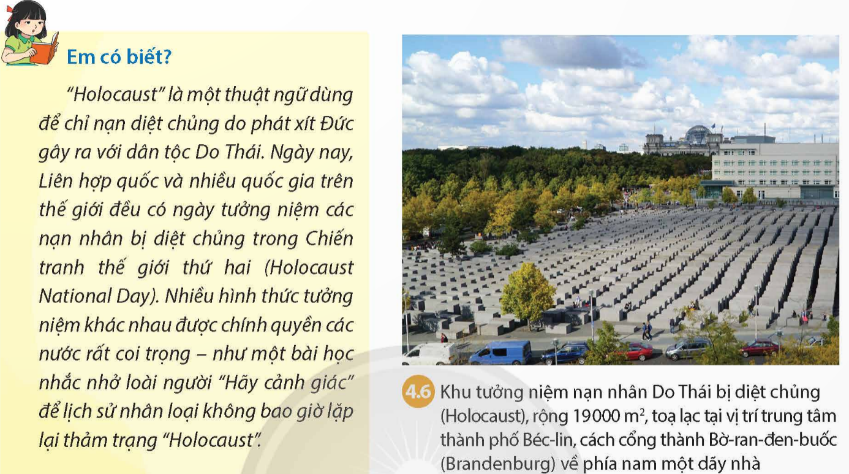 Em có biết?
“Holocaust” là một thuật ngữ dùng
để chỉ nạn diệt chủng do phát xít Đức
gây ra với dân tộc Do Thái. Ngày nay,
Liên hợp quốc và nhiều quốc gia trên
thế giới đều có ngày tưởng niệm các
nạn nhân bị diệt chủng trong Chiến
tranh thế giới thứ hai (Holocaust
National Day). Nhiều hình thức tưởng
niệm khác nhau được chính quyền các
nước rất coi trọng – như một bài học
nhắc nhở loài người “Hãy cảnh giác”
để lịch sử nhân loại không bao giờ lặp
lại thảm trạng “Holocaust”.
4.6 Khu tưởng niệm nạn nhân Do Thái bị diệt chủng
(Holocaust), rộng 19000 m², toạ lạc tại vị trí trung tâm
thành phố Béc-lin, cách cổng thành Bờ-ran-đen-buốc
(Brandenburg) về phía nam một dãy nhà